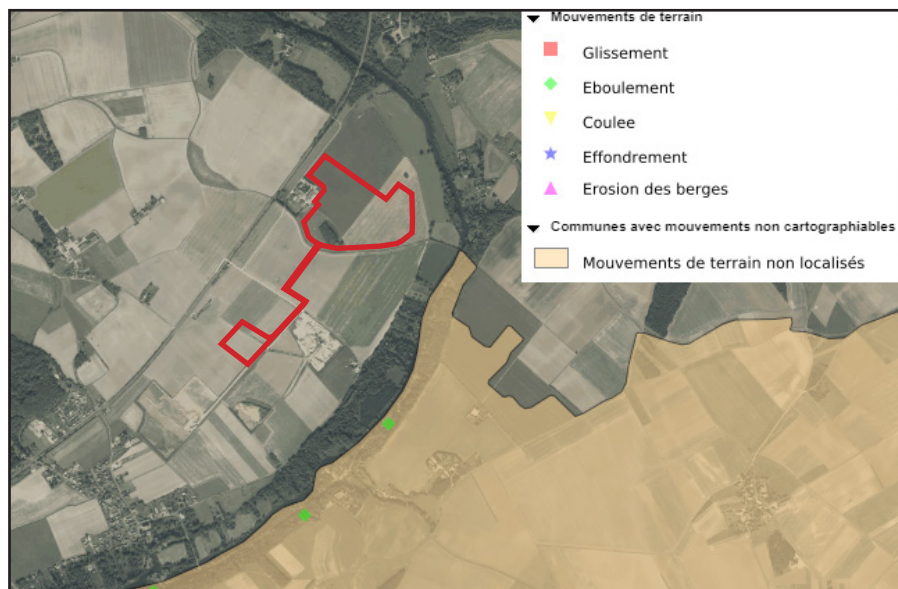 Mouvements de terrain
Glissement
Eboulement
Coulee
Effondrement
Erosion des berges
Communes avec mouvements non cartographiables
Mouvements de terrain non localisés